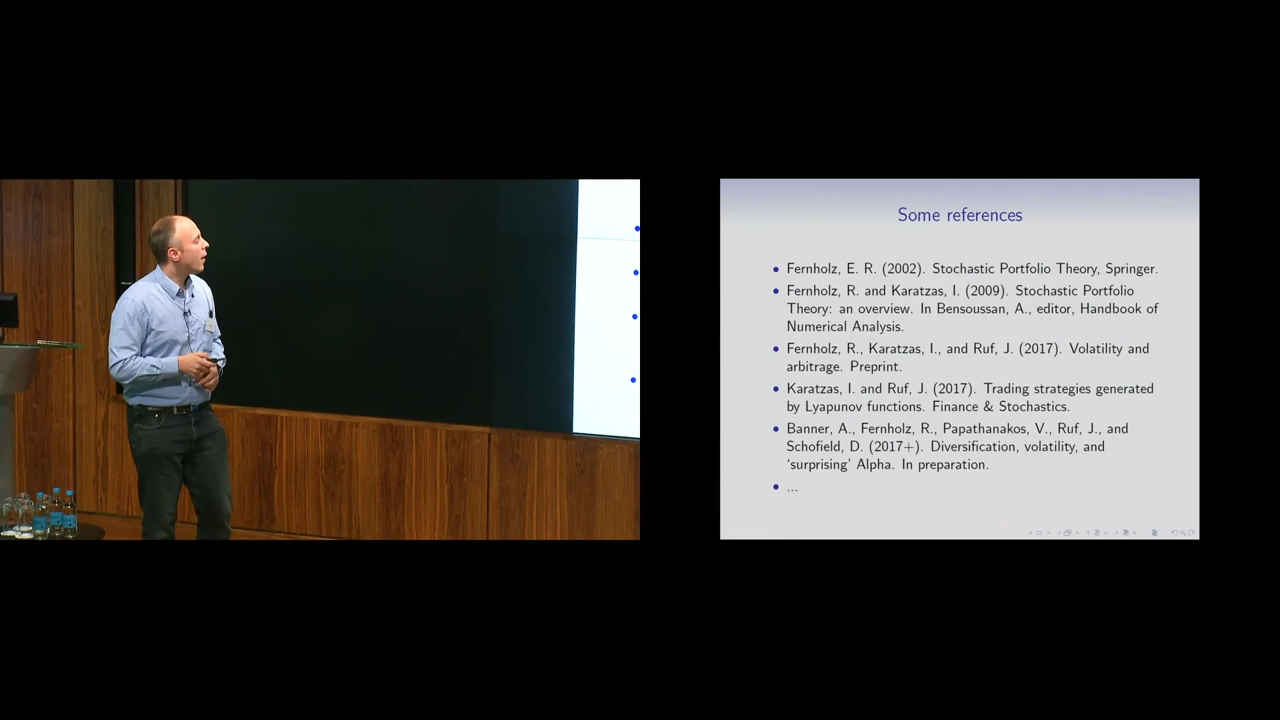 Some references
• Fernholz, E. R. (2002). Stochastic Portfolio Theory, Springer.
• Fernholz, R. and Karatzas, I. (2009). Stochastic Portfolio
Theory: an overview. In Bensoussan, A., editor, Handbook of
Numerical Analysis.
• Fernholz, R., Karatzas, I., and Ruf, J. (2017). Volatility and
arbitrage. Preprint.
• Karatzas, I. and Ruf, J. (2017). Trading strategies generated
by Lyapunov functions. Finance & Stochastics.
• Banner, A., Fernholz, R., Papathanakos, V., Ruf, J., and
Schofield, D. (2017+). Diversification, volatility, and
‘surprising’ Alpha. In preparation.
• ...